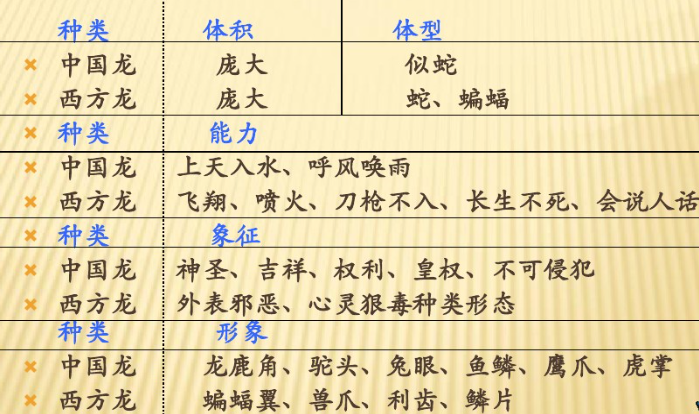 种类 体积 体型
中国龙 庞大 似蛇
西方龙 庞大 蛇、蝙蝠
种类 能力
中国龙 上天入水、呼风唤雨
西方龙 飞翔、喷火、刀枪不入、长生不死、会说人话
种类 象征
中国龙 神圣、吉祥、权利、皇权、不可侵犯
西方龙 外表邪恶、心灵狠毒种类形态
种类 形象
中国龙 龙鹿角、驼头、兔眼、鱼鳞、鹰爪、虎掌
西方龙 蝙蝠翼、兽爪、利齿、鳞片